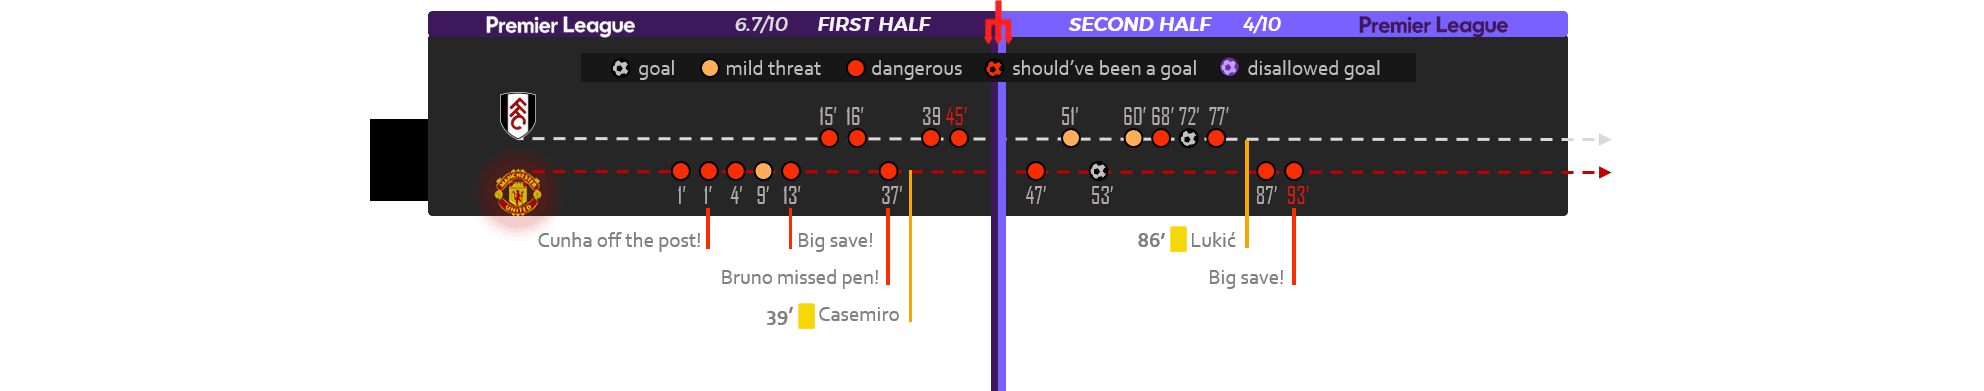 Premier League 6.7/10 FIRST HALF SECOND HALF 4/10 Premier League
goal mild threat dangerous should've been a goal disallowed goal
15' 16' 39 45' 51' 60' 68' 72' 77'
MANCHESTER
UNITED
1' 1' 4' 9' 13' 37' 47' 53' 87' 93'
Cunha off the post! Big save! 86' Lukić
Bruno missed pen! Big save!
39' Casemiro